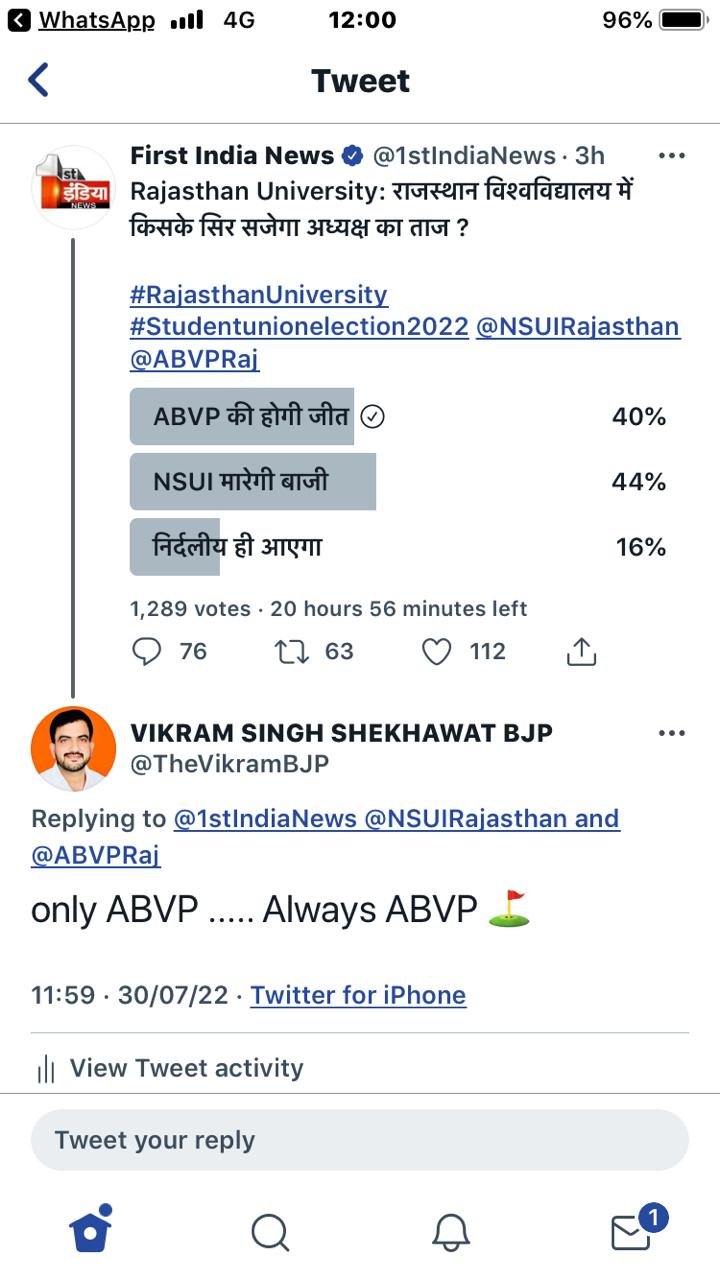 WhatsApp 4G 12:00 96%
Tweet
First India News @1stIndiaNews · 3h
1st
इंडिया
NEWS
Rajasthan University: राजस्थान विश्वविद्यालय में
किसके सिर सजेगा अध्यक्ष का ताज ?
#RajasthanUniversity
#Studentunionelection2022 @NSUIRajasthan
@ABVPRaj
ABVP की होगी जीत 40%
NSUI मारेगी बाजी 44%
निर्दलीय ही आएगा 16%
1,289 votes · 20 hours 56 minutes left
76 63 112
VIKRAM SINGH SHEKHAWAT BJP
@TheVikramBJP
Replying to @1stIndiaNews @NSUIRajasthan and
@ABVPRaj
only ABVP ..... Always ABVP ⛳
11:59 · 30/07/22 · Twitter for iPhone
View Tweet activity
Tweet your reply
1